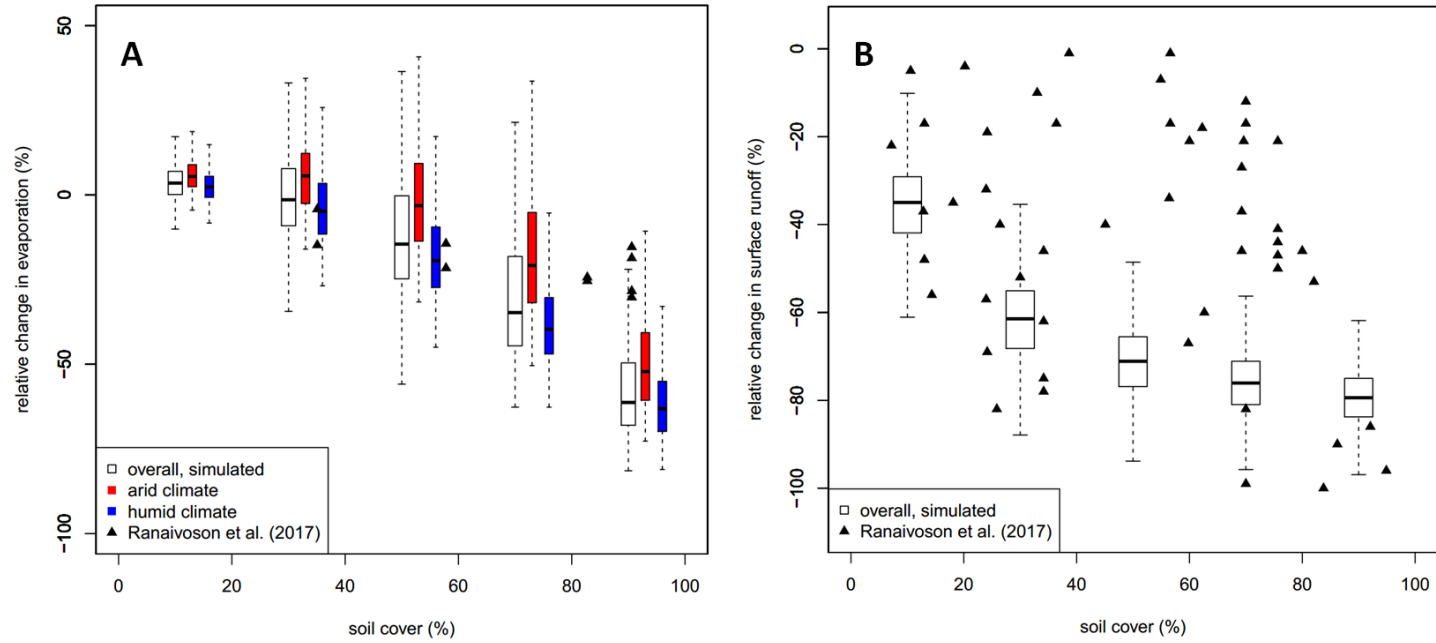 A
relative change in evaporation (%)
50
0
−50
−100
overall, simulated
arid climate
humid climate
Ranaivoson et al. (2017)
0 20 40 60 80 100
soil cover (%)
B
relative change in surface runoff (%)
−0
−20
−40
−60
−80
−100
overall, simulated
Ranaivoson et al. (2017)
0 20 40 60 80 100
soil cover (%)